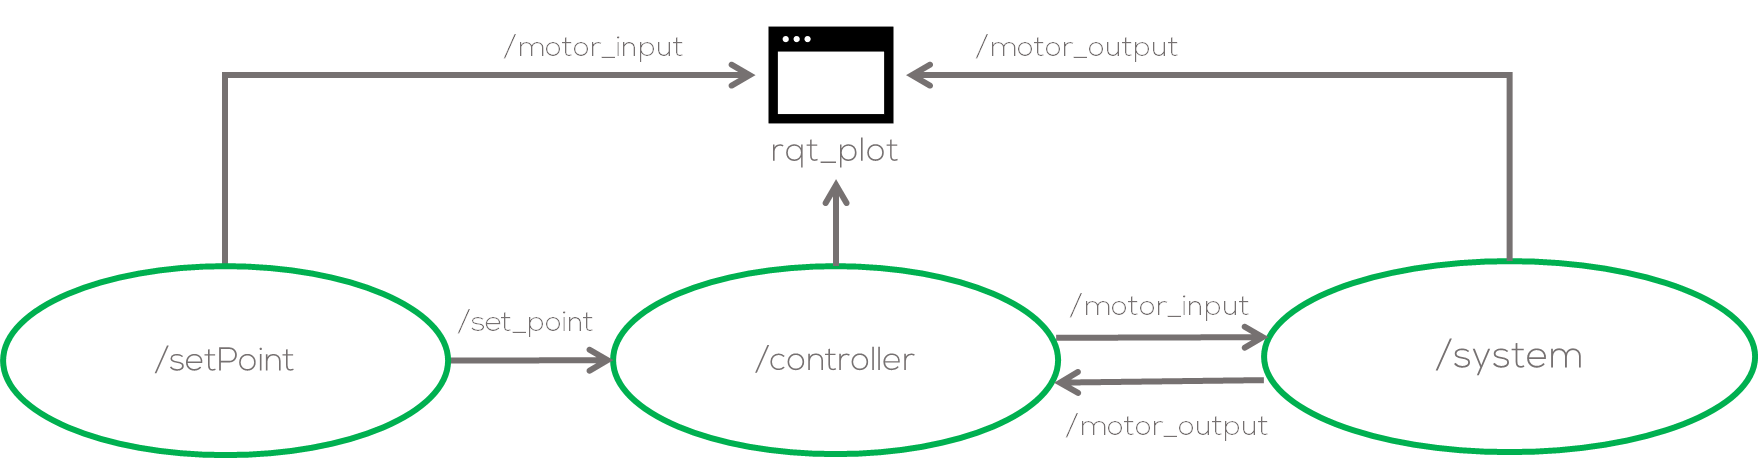 /motor_input
/motor_output
rqt_plot
/set_point
/motor_input
/setPoint
/controller
/system
/motor_output